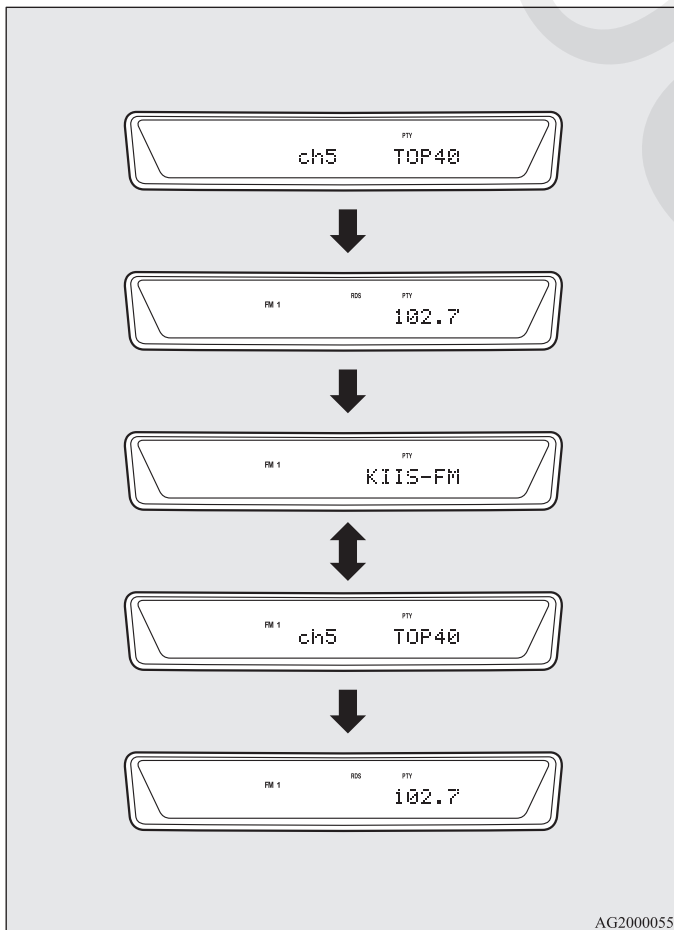 PTY
ch5 TOP40
FM 1 RDS PTY
102.7
FM 1 PTY
KIIS-FM
FM 1 PTY
ch5 TOP40
FM 1 RDS PTY
102.7
AG2000055